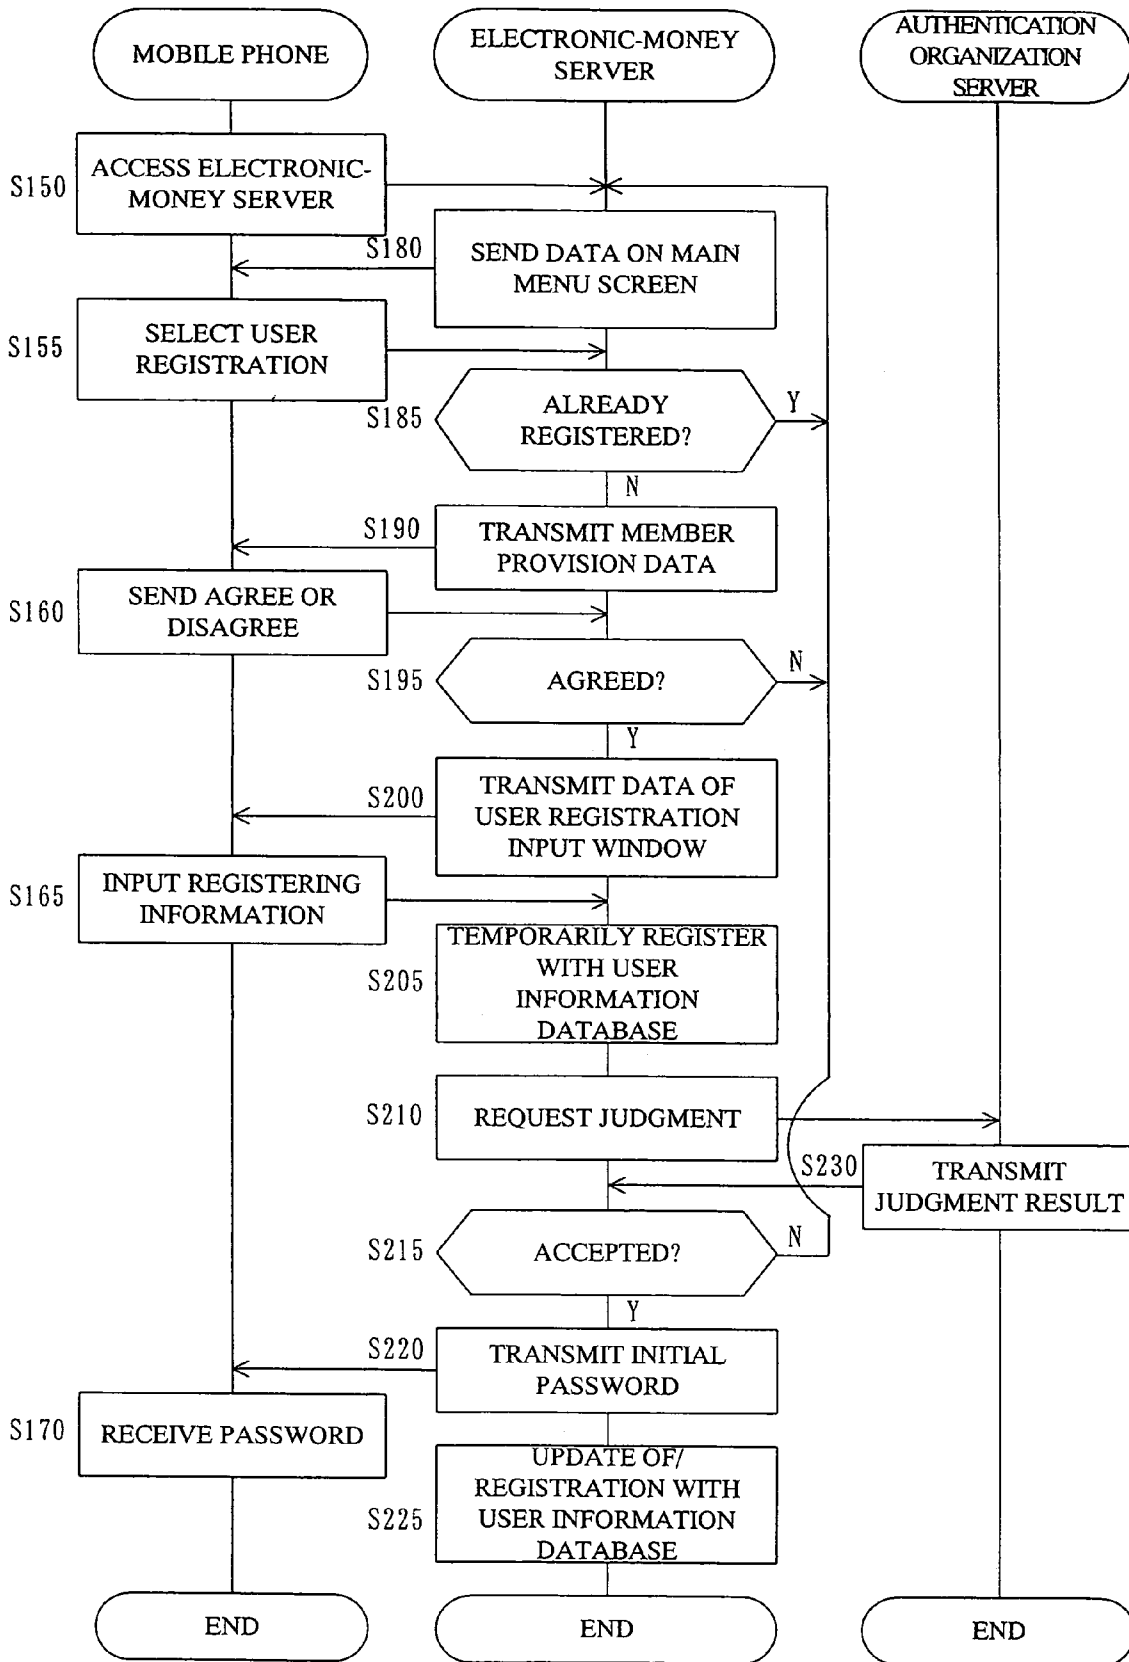 MOBILE PHONE
ELECTRONIC-MONEY
SERVER
AUTHENTICATION
ORGANIZATION
SERVER
S150
ACCESS ELECTRONIC-
MONEY SERVER
S180
SEND DATA ON MAIN
MENU SCREEN
S155
SELECT USER
REGISTRATION
S185
ALREADY
REGISTERED?
Y
N
S190
TRANSMIT MEMBER
PROVISION DATA
S160
SEND AGREE OR
DISAGREE
S195
AGREED?
N
Y
S200
TRANSMIT DATA OF
USER REGISTRATION
INPUT WINDOW
S165
INPUT REGISTERING
INFORMATION
S205
TEMPORARILY REGISTER
WITH USER
INFORMATION
DATABASE
S210
REQUEST JUDGMENT
S230
TRANSMIT
JUDGMENT RESULT
S215
ACCEPTED?
N
Y
S220
TRANSMIT INITIAL
PASSWORD
S170
RECEIVE PASSWORD
S225
UPDATE OF/
REGISTRATION WITH
USER INFORMATION
DATABASE
END
END
END